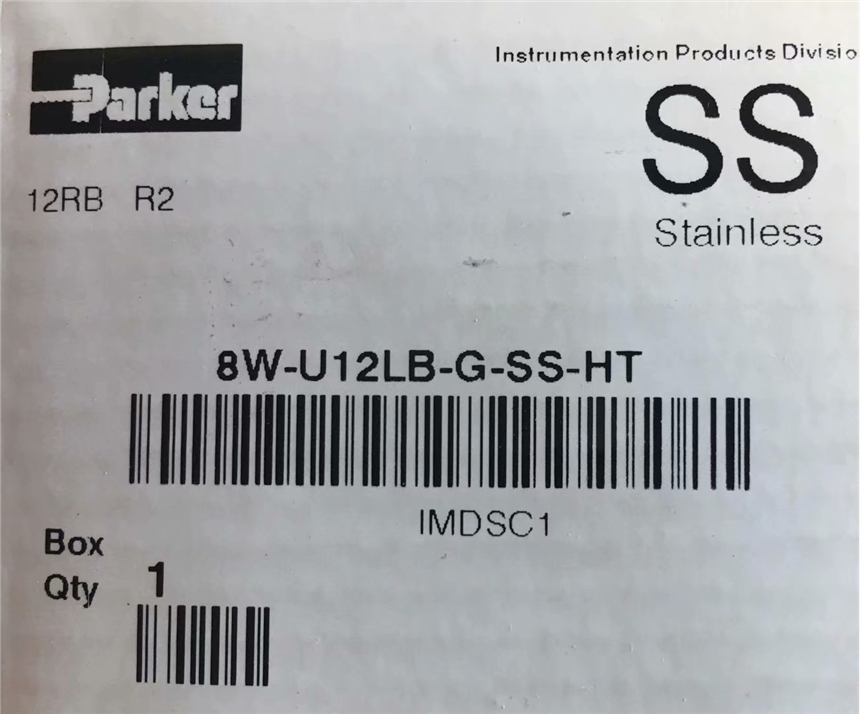 Parker
Instrumentation Products Divisio
SS
Stainless
12RB R2
8W-U12LB-G-SS-HT
IMDSC1
Box
Qty 1